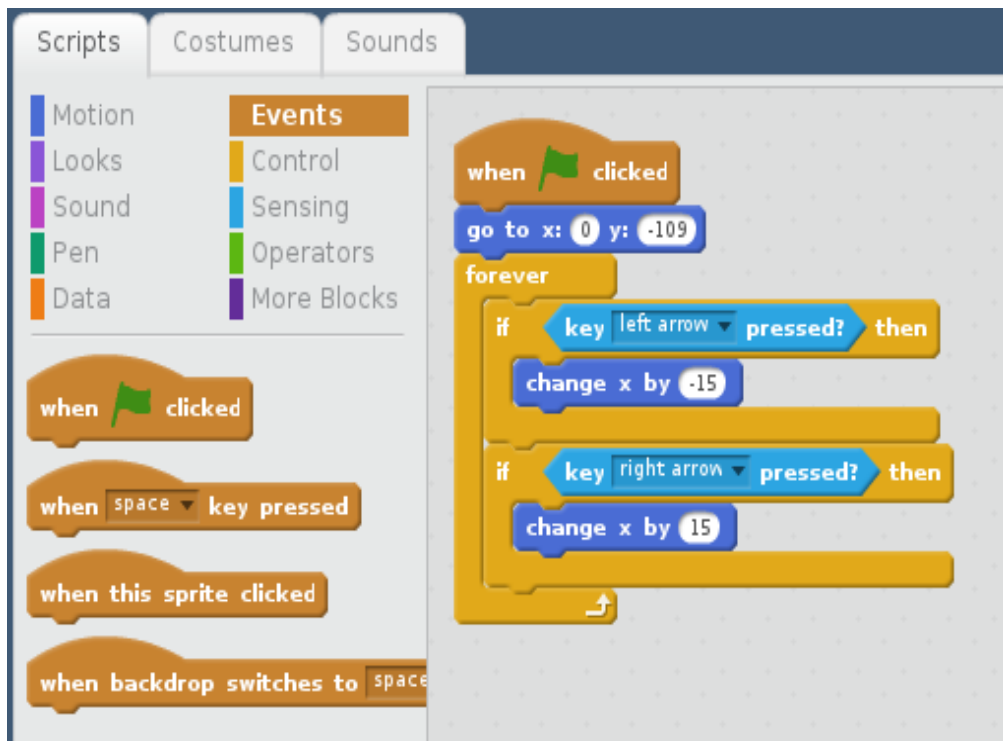 Scripts Costumes Sounds
Motion Events
Looks Control
Sound Sensing
Pen Operators
Data More Blocks
when clicked
when space key pressed
when this sprite clicked
when backdrop switches to space
when clicked
go to x: 0 y: -109
forever
if key left arrow pressed? then
change x by -15
if key right arrow pressed? then
change x by 15